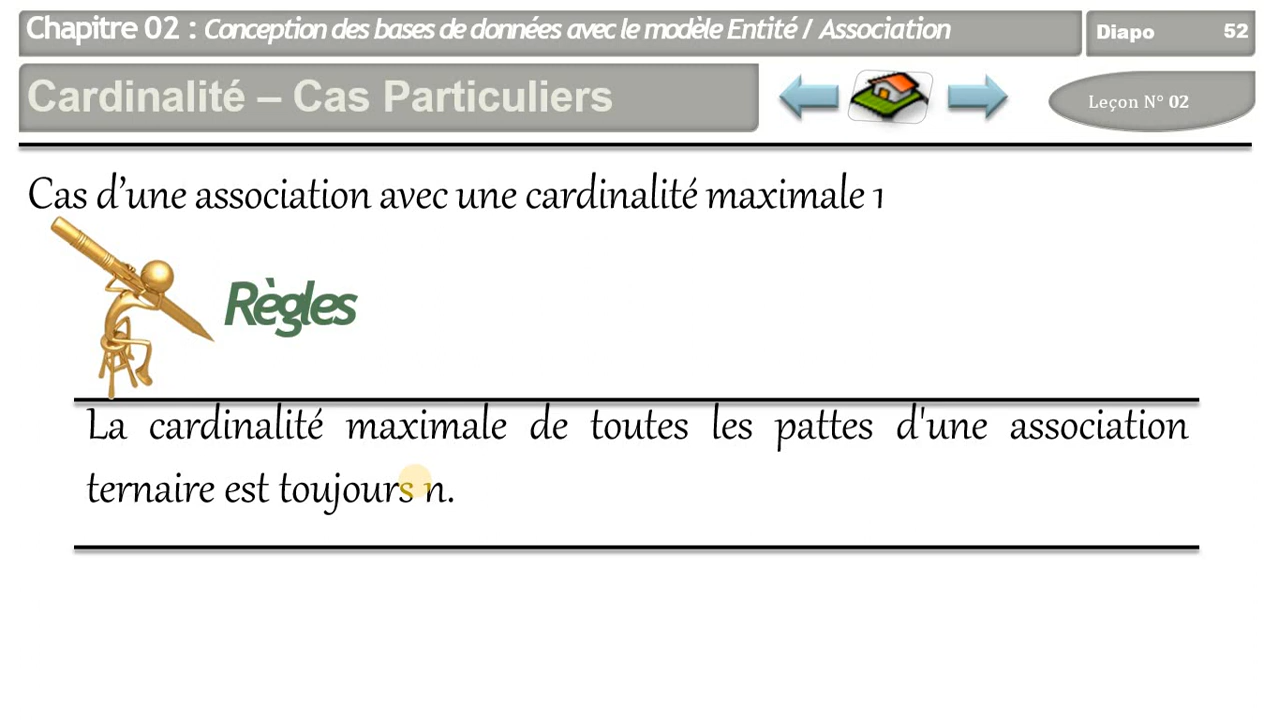 Chapitre 02 : Conception des bases de données avec le modèle Entité / Association
Diapo 52
Cardinalité – Cas Particuliers
Leçon N° 02
Cas d’une association avec une cardinalité maximale 1
Règles
La cardinalité maximale de toutes les pattes d'une association
ternaire est toujours n.